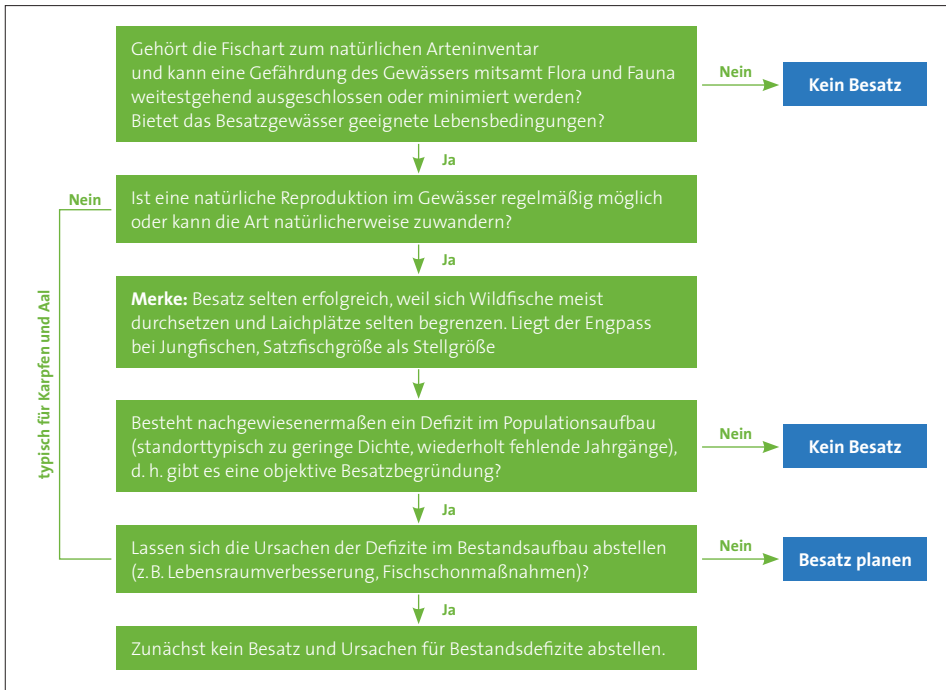 Gehört die Fischart zum natürlichen Arteninventar
und kann eine Gefährdung des Gewässers mitsamt Flora und Fauna
weitestgehend ausgeschlossen oder minimiert werden?
Bietet das Besatzgewässer geeignete Lebensbedingungen?
Nein
Kein Besatz
Ja
Nein
Ist eine natürliche Reproduktion im Gewässer regelmäßig möglich
oder kann die Art natürlicherweise zuwandern?
Ja
typisch für Karpfen und Aal
Merke: Besatz selten erfolgreich, weil sich Wildfische meist
durchsetzen und Laichplätze selten begrenzen. Liegt der Engpass
bei Jungfischen, Satzfischgröße als Stellgröße
Besteht nachgewiesenermaßen ein Defizit im Populationsaufbau
(standorttypisch zu geringe Dichte, wiederholt fehlende Jahrgänge),
d. h. gibt es eine objektive Besatzbegründung?
Nein
Kein Besatz
Ja
Lassen sich die Ursachen der Defizite im Bestandsaufbau abstellen
(z. B. Lebensraumverbesserung, Fischschonmaßnahmen)?
Nein
Besatz planen
Ja
Zunächst kein Besatz und Ursachen für Bestandsdefizite abstellen.